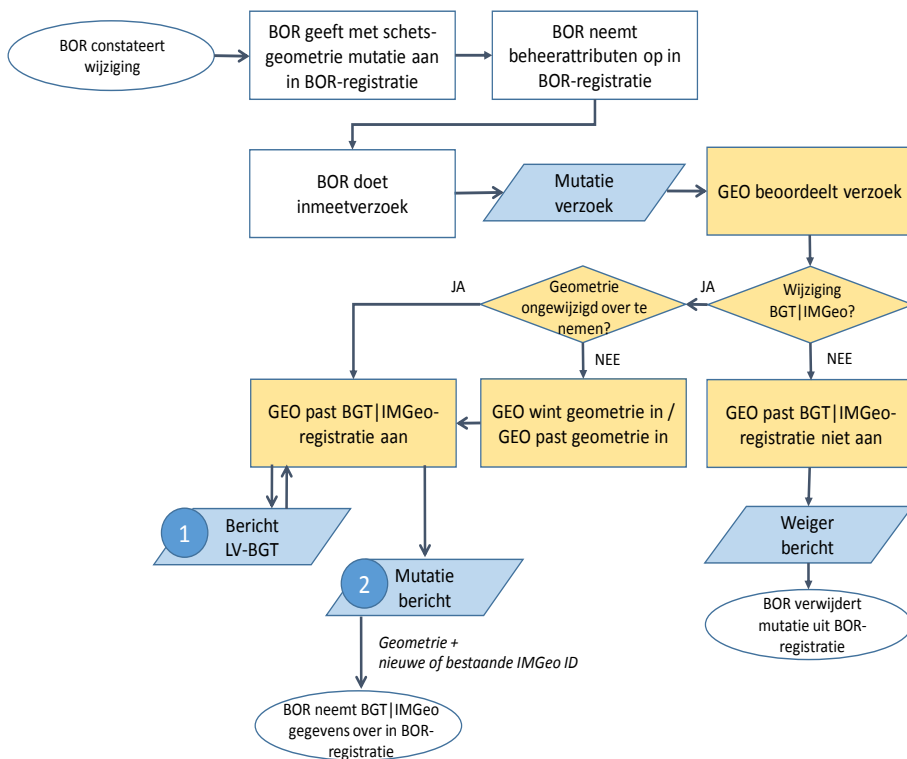 BOR constateert
wijziging
BOR geeft met schets-
geometrie mutatie aan
in BOR-registratie
BOR neemt
beheerattributen op in
BOR-registratie
BOR doet
inmeetverzoek
Mutatie
verzoek
GEO beoordeelt verzoek
Wijziging
BGT|IMGeo?
JA
Geometrie
ongewijzigd over te
nemen?
JA
NEE
NEE
GEO past BGT|IMGeo-
registratie aan
GEO wint geometrie in /
GEO past geometrie in
GEO past BGT|IMGeo-
registratie niet aan
1
Bericht
LV-BGT
2
Mutatie
bericht
Weiger
bericht
Geometrie +
nieuwe of bestaande IMGeo ID
BOR verwijdert
mutatie uit BOR-
registratie
BOR neemt BGT|IMGeo
gegevens over in BOR-
registratie